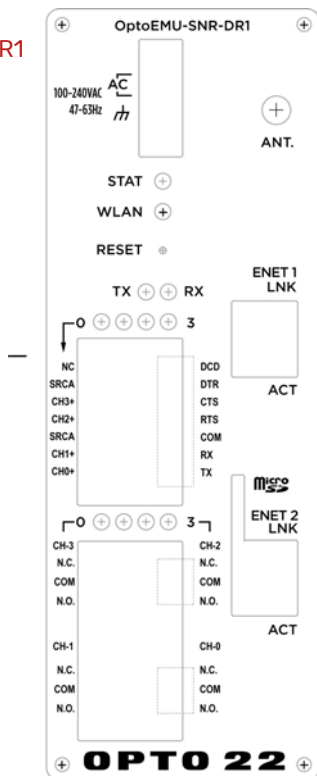 OptoEMU-SNR-DR1
R1
AC
100-240VAC
47-63Hz
ANT.
STAT
WLAN
RESET
ENET 1
LNK
TX RX
0 3
ACT
NC DCD
SRCA DTR
CH3+ CTS
CH2+ RTS
SRCA COM
CH1+ RX
CH0+ TX
micro SD
ENET 2
LNK
0 3
ACT
CH-3 CH-2
N.C. N.C.
COM COM
N.O. N.O.
CH-1 CH-0
N.C. N.C.
COM COM
N.O. N.O.
OPTO 22